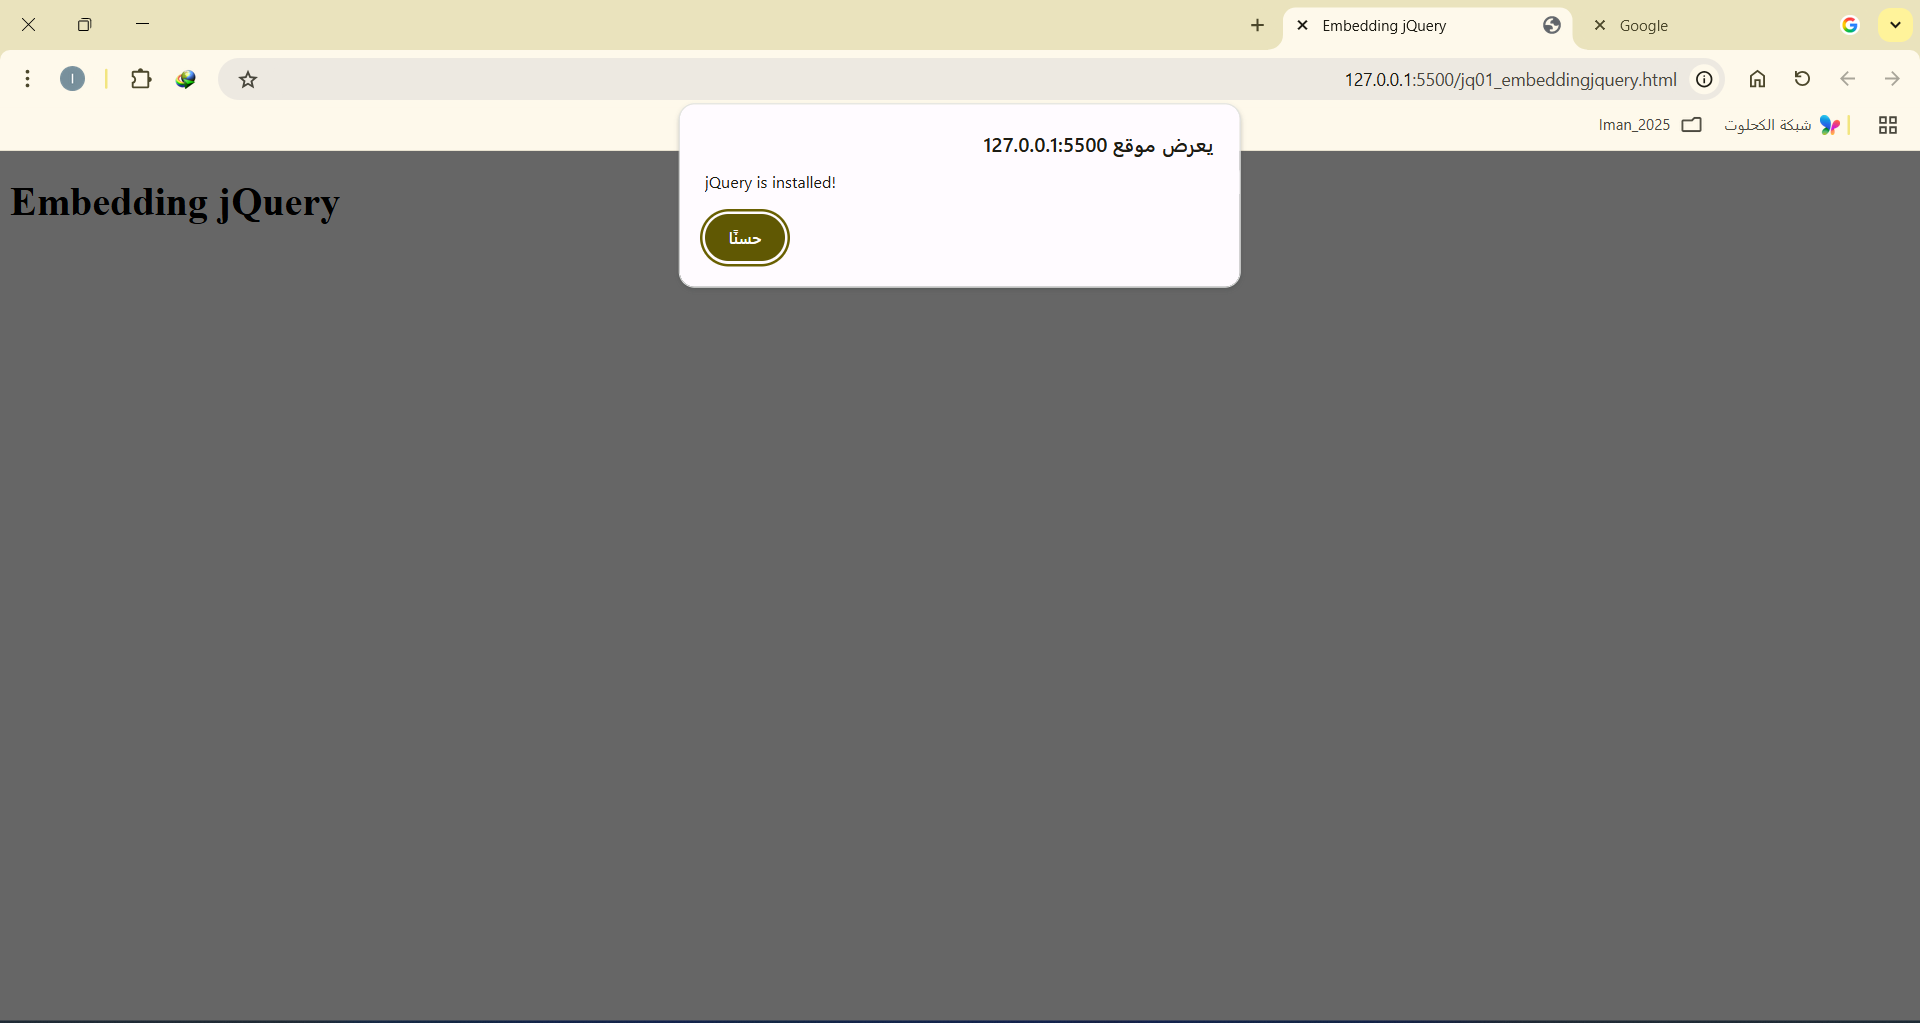 Embedding jQuery
Google
127.0.0.1:5500/jq01_embeddingjquery.html
I
شبكة الكحلوت
Iman_2025
يعرض موقع 127.0.0.1:5500
jQuery is installed!
حسنًا
Embedding jQuery